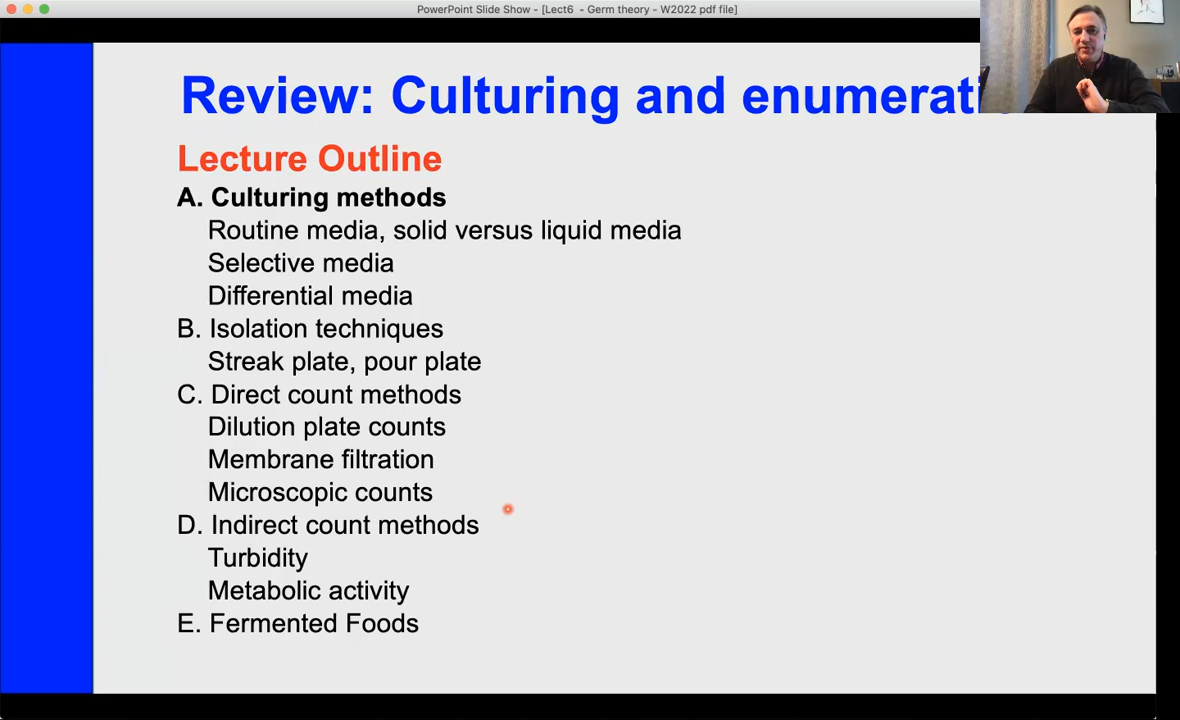 PowerPoint Slide Show - [Lect6 - Germ theory - W2022 pdf file]
Review: Culturing and
Lecture Outline
A. Culturing methods
Routine media, solid versus liquid media
Selective media
Differential media
B. Isolation techniques
Streak plate, pour plate
C. Direct count methods
Dilution plate counts
Membrane filtration
Microscopic counts
D. Indirect count methods
Turbidity
Metabolic activity
E. Fermented Foods